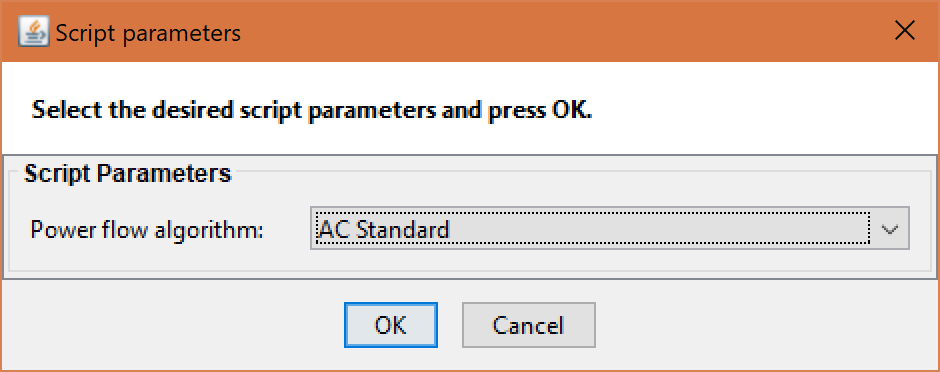 Script parameters
Select the desired script parameters and press OK.
Script Parameters
Power flow algorithm: AC Standard
OK Cancel